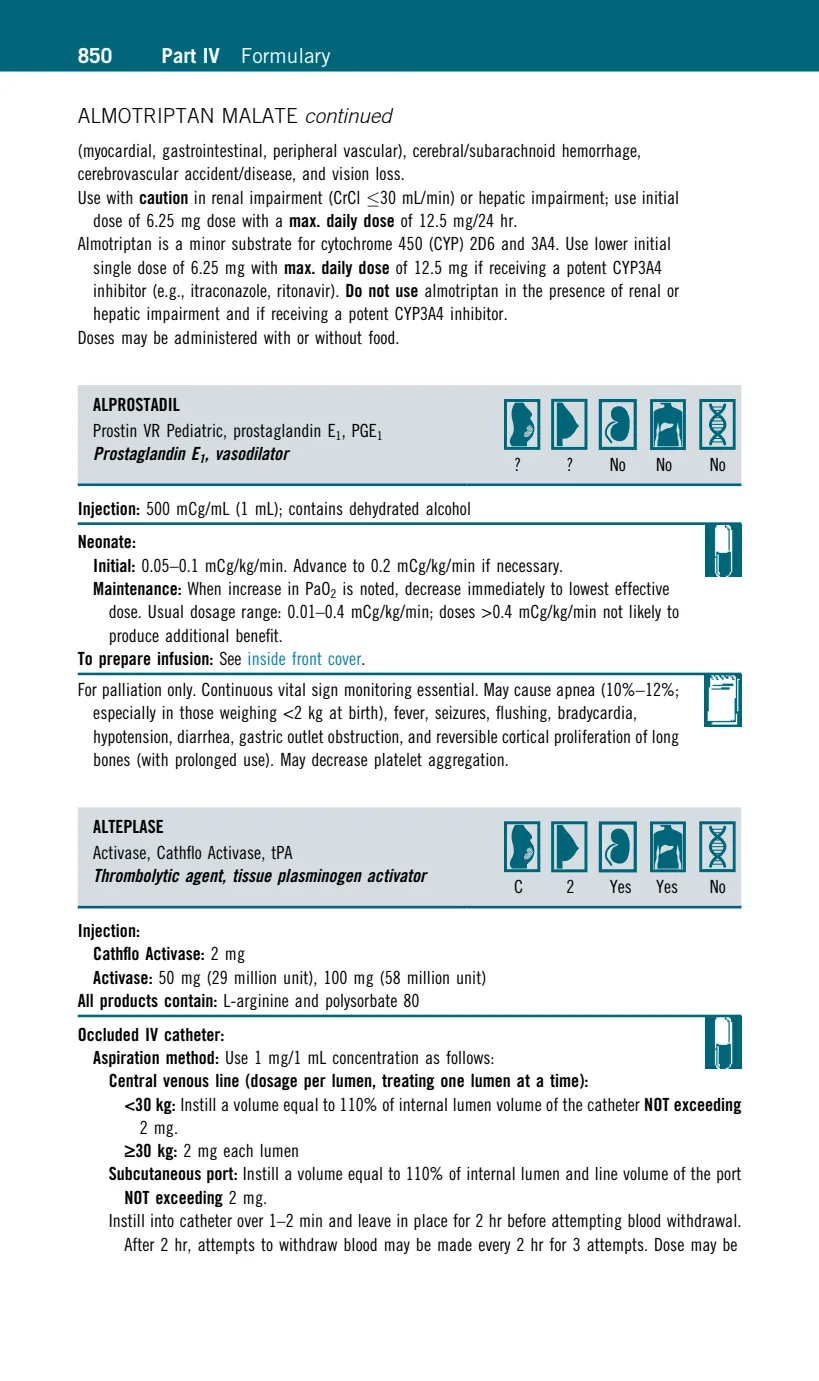 850 Part IV Formulary
ALMOTRIPTAN MALATE continued
(myocardial, gastrointestinal, peripheral vascular), cerebral/subarachnoid hemorrhage,
cerebrovascular accident/disease, and vision loss.
Use with caution in renal impairment (CrCl ≤30 mL/min) or hepatic impairment; use initial
dose of 6.25 mg dose with a max. daily dose of 12.5 mg/24 hr.
Almotriptan is a minor substrate for cytochrome 450 (CYP) 2D6 and 3A4. Use lower initial
single dose of 6.25 mg with max. daily dose of 12.5 mg if receiving a potent CYP3A4
inhibitor (e.g., itraconazole, ritonavir). Do not use almotriptan in the presence of renal or
hepatic impairment and if receiving a potent CYP3A4 inhibitor.
Doses may be administered with or without food.
ALPROSTADIL
Prostin VR Pediatric, prostaglandin E₁, PGE₁
Prostaglandin E₁, vasodilator
? ? No No No
Injection: 500 mCg/mL (1 mL); contains dehydrated alcohol
Neonate:
Initial: 0.05–0.1 mCg/kg/min. Advance to 0.2 mCg/kg/min if necessary.
Maintenance: When increase in PaO₂ is noted, decrease immediately to lowest effective
dose. Usual dosage range: 0.01–0.4 mCg/kg/min; doses >0.4 mCg/kg/min not likely to
produce additional benefit.
To prepare infusion: See inside front cover.
For palliation only. Continuous vital sign monitoring essential. May cause apnea (10%–12%;
especially in those weighing <2 kg at birth), fever, seizures, flushing, bradycardia,
hypotension, diarrhea, gastric outlet obstruction, and reversible cortical proliferation of long
bones (with prolonged use). May decrease platelet aggregation.
ALTEPLASE
Activase, Cathflo Activase, tPA
Thrombolytic agent, tissue plasminogen activator
C 2 Yes Yes No
Injection:
Cathflo Activase: 2 mg
Activase: 50 mg (29 million unit), 100 mg (58 million unit)
All products contain: L-arginine and polysorbate 80
Occluded IV catheter:
Aspiration method: Use 1 mg/1 mL concentration as follows:
Central venous line (dosage per lumen, treating one lumen at a time):
<30 kg: Instill a volume equal to 110% of internal lumen volume of the catheter NOT exceeding
2 mg.
≥30 kg: 2 mg each lumen
Subcutaneous port: Instill a volume equal to 110% of internal lumen and line volume of the port
NOT exceeding 2 mg.
Instill into catheter over 1–2 min and leave in place for 2 hr before attempting blood withdrawal.
After 2 hr, attempts to withdraw blood may be made every 2 hr for 3 attempts. Dose may be